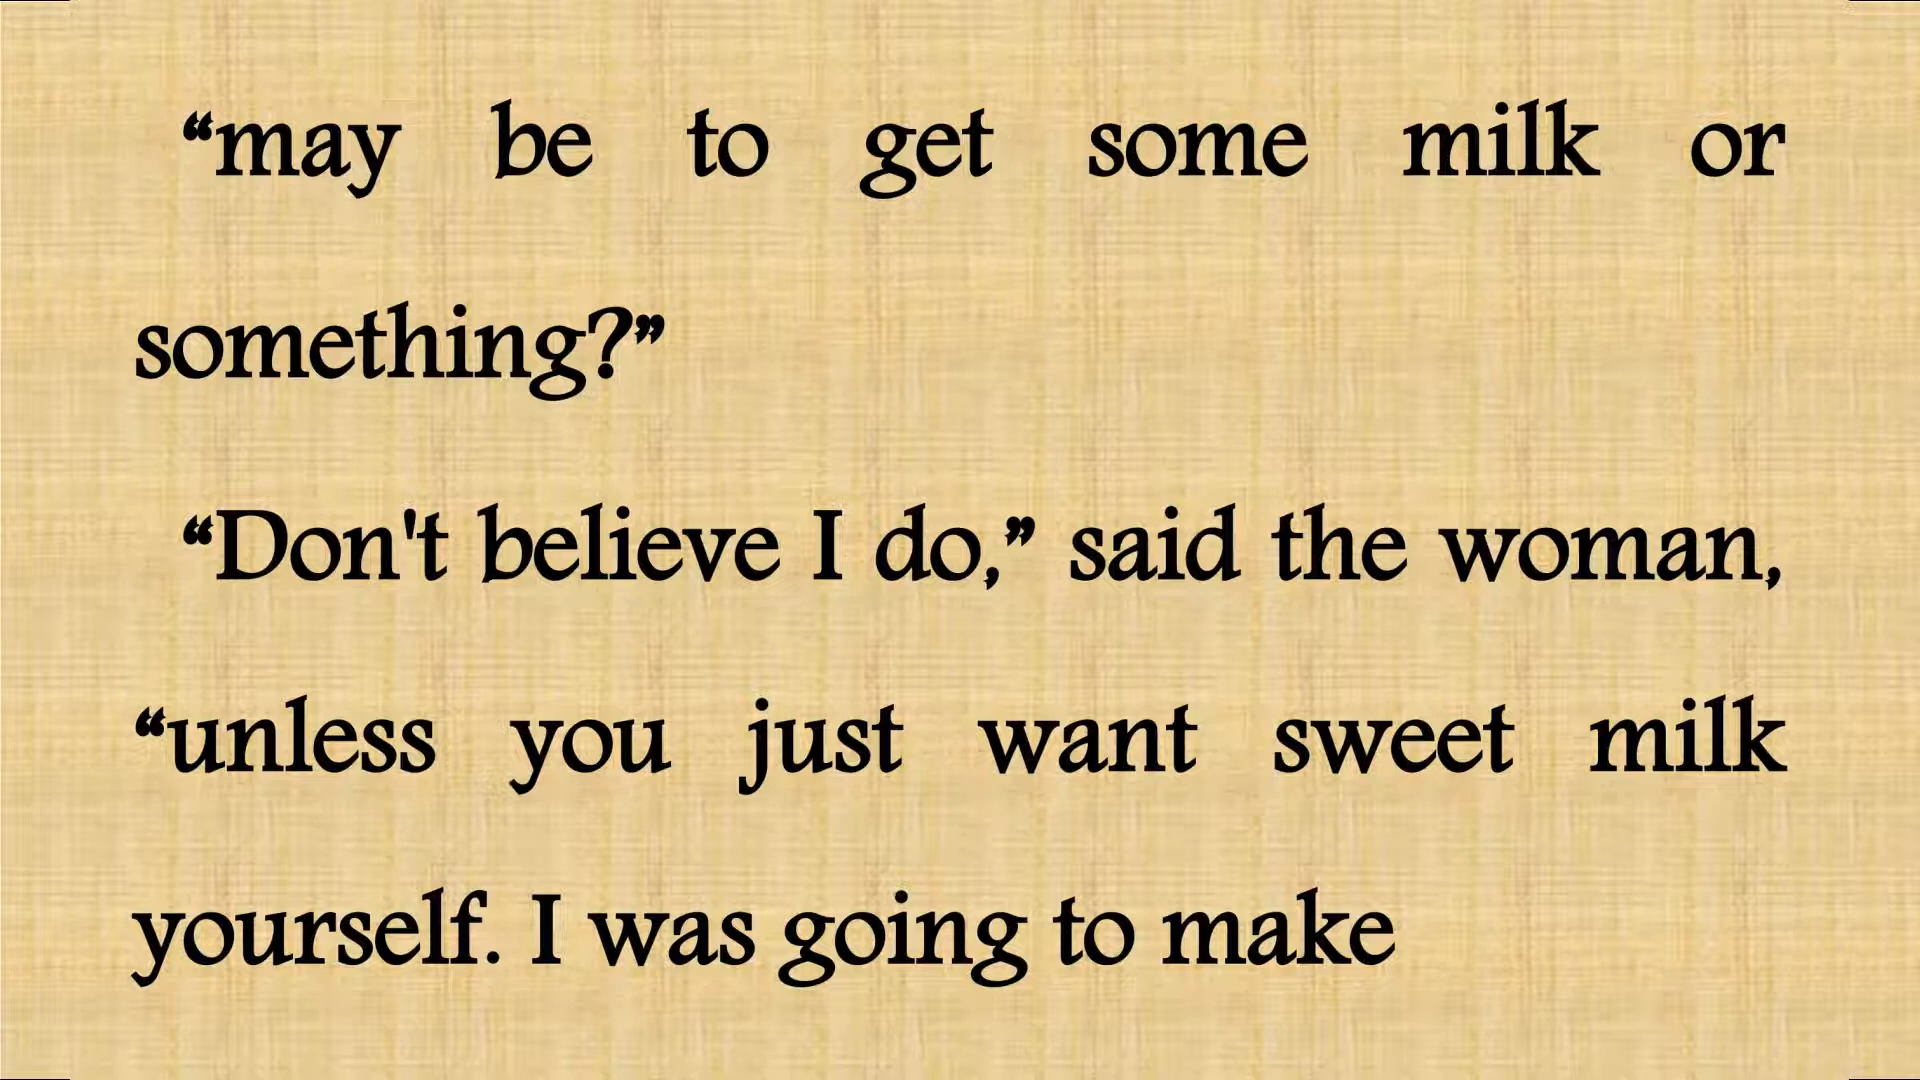 “may be to get some milk or
something?”
“Don't believe I do,” said the woman,
“unless you just want sweet milk
yourself. I was going to make